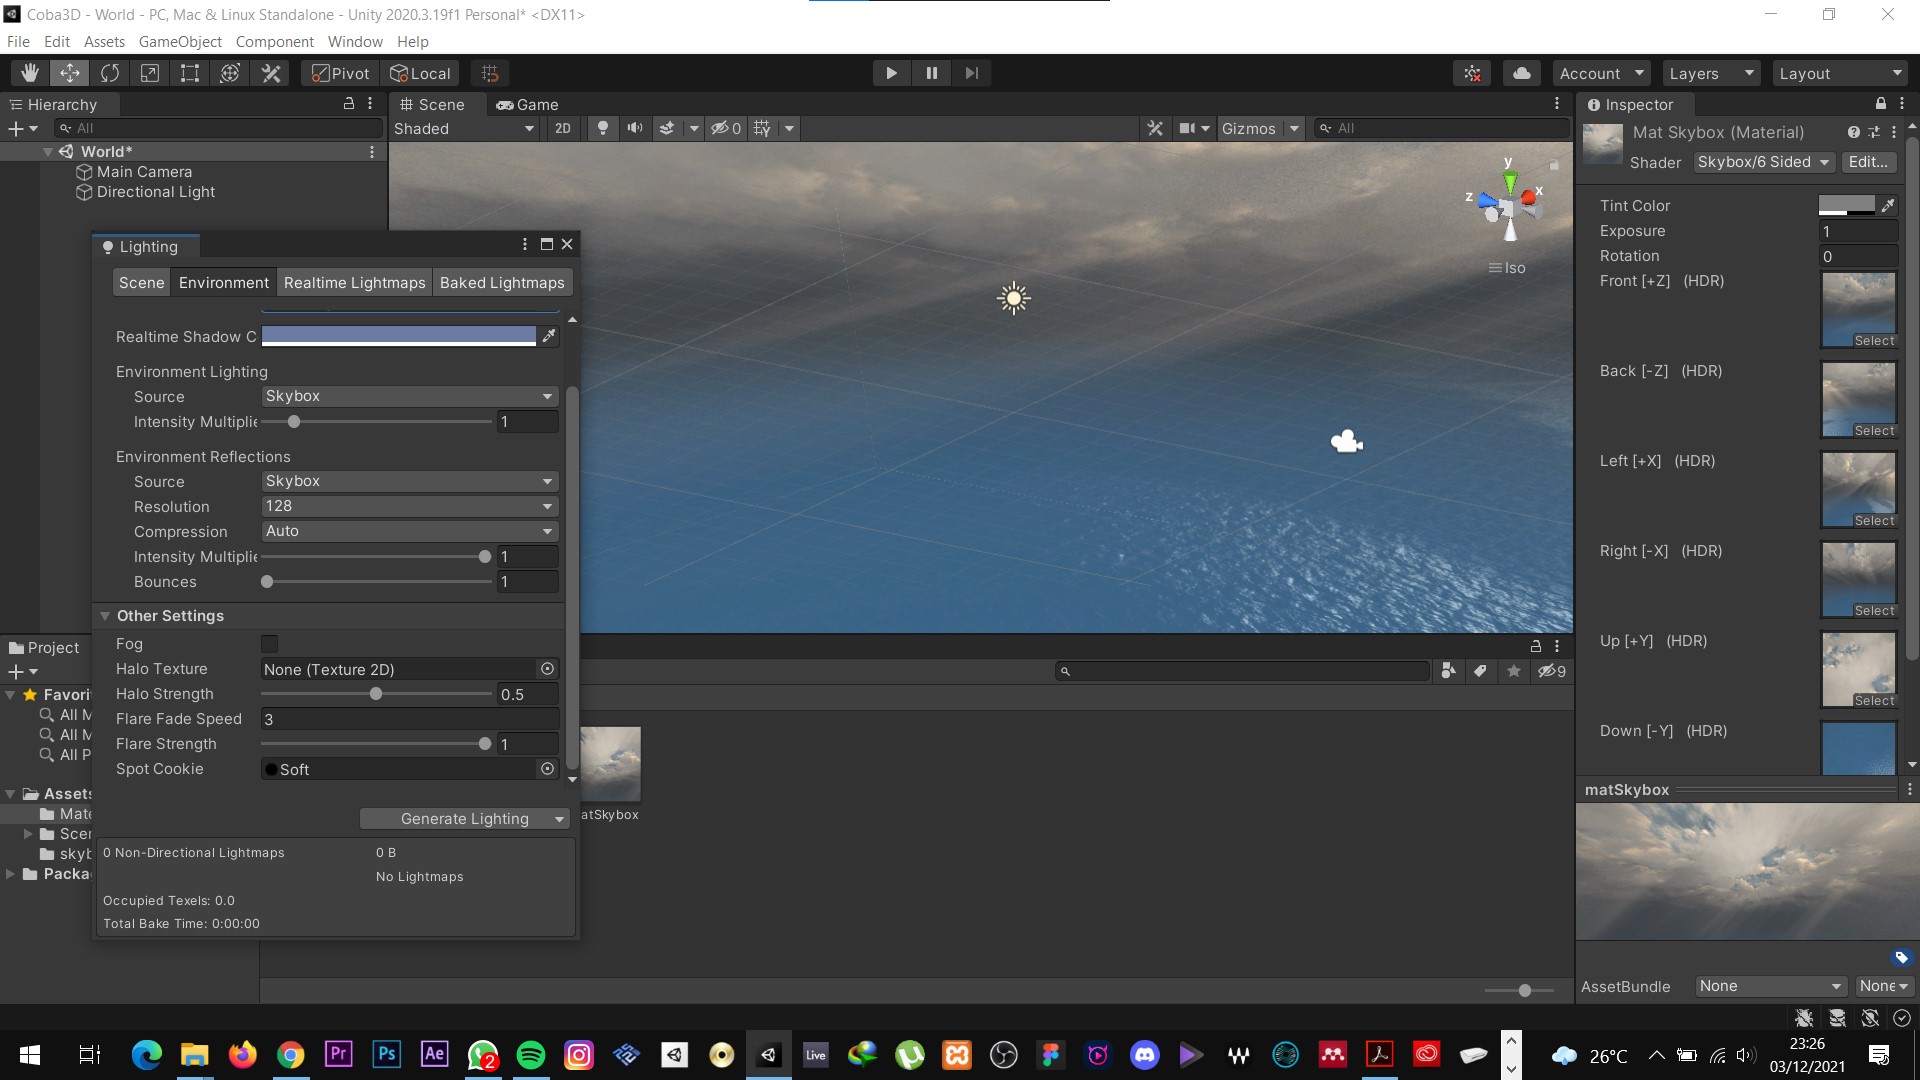 Coba3D - World - PC, Mac & Linux Standalone - Unity 2020.3.19f1 Personal* <DX11>
File Edit Assets GameObject Component Window Help
Pivot Local
Account Layers Layout
Hierarchy
All
World*
Main Camera
Directional Light
Scene Game
Shaded 2D 0 Gizmos All
y
z x
Iso
Lighting
Scene Environment Realtime Lightmaps Baked Lightmaps
Realtime Shadow C
Environment Lighting
Source Skybox
Intensity Multiplie 1
Environment Reflections
Source Skybox
Resolution 128
Compression Auto
Intensity Multiplie 1
Bounces 1
Other Settings
Fog
Halo Texture None (Texture 2D)
Halo Strength 0.5
Flare Fade Speed 3
Flare Strength 1
Spot Cookie Soft
Generate Lighting
0 Non-Directional Lightmaps 0 B
No Lightmaps
Occupied Texels: 0.0
Total Bake Time: 0:00:00
Project
9
Favori
All M
All M
All P
Assets
Mate
Scer
skyb
Packa
atSkybox
Inspector
Mat Skybox (Material)
Shader Skybox/6 Sided Edit...
Tint Color
Exposure 1
Rotation 0
Front [+Z] (HDR)
Select
Back [-Z] (HDR)
Select
Left [+X] (HDR)
Select
Right [-X] (HDR)
Select
Up [+Y] (HDR)
Select
Down [-Y] (HDR)
matSkybox
AssetBundle None None
Pr Ps Ae 2 Live
26°C
23:26
03/12/2021